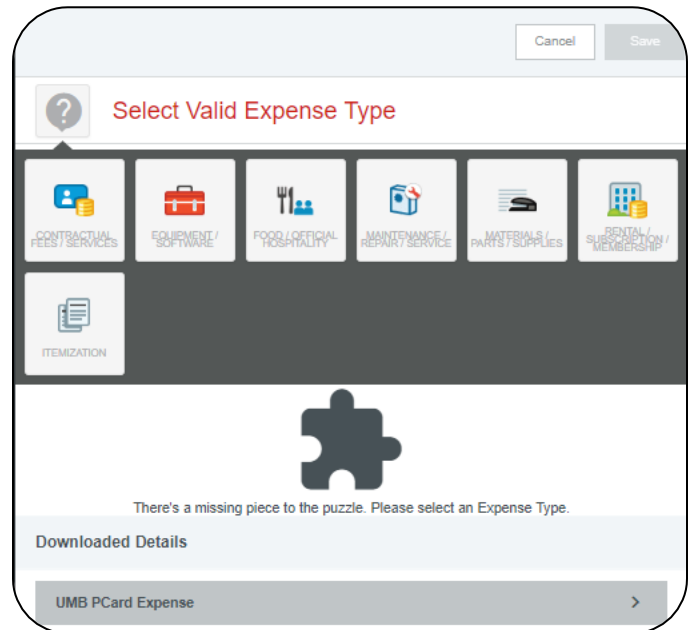 Cancel Save
Select Valid Expense Type
CONTRACTUAL FEES / SERVICES
EQUIPMENT / SOFTWARE
FOOD / OFFICIAL HOSPITALITY
MAINTENANCE / REPAIR / SERVICE
MATERIALS / PARTS / SUPPLIES
RENTAL / SUBSCRIPTION / MEMBERSHIP
ITEMIZATION
There's a missing piece to the puzzle. Please select an Expense Type.
Downloaded Details
UMB PCard Expense